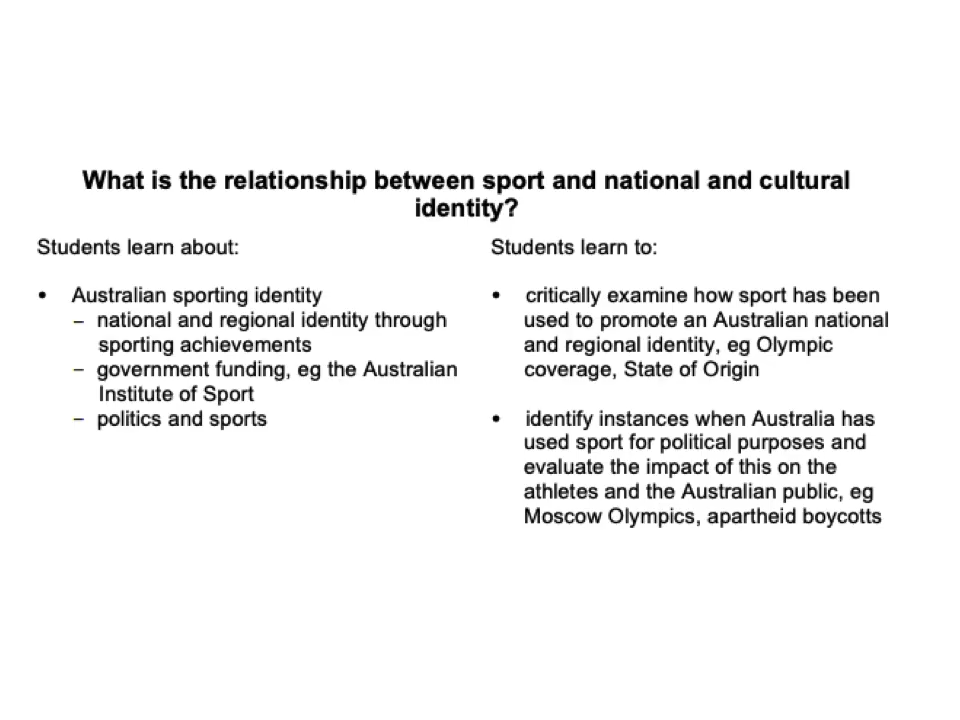 What is the relationship between sport and national and cultural
identity?
Students learn about:
• Australian sporting identity
– national and regional identity through
sporting achievements
– government funding, eg the Australian
Institute of Sport
– politics and sports
Students learn to:
• critically examine how sport has been
used to promote an Australian national
and regional identity, eg Olympic
coverage, State of Origin
• identify instances when Australia has
used sport for political purposes and
evaluate the impact of this on the
athletes and the Australian public, eg
Moscow Olympics, apartheid boycotts